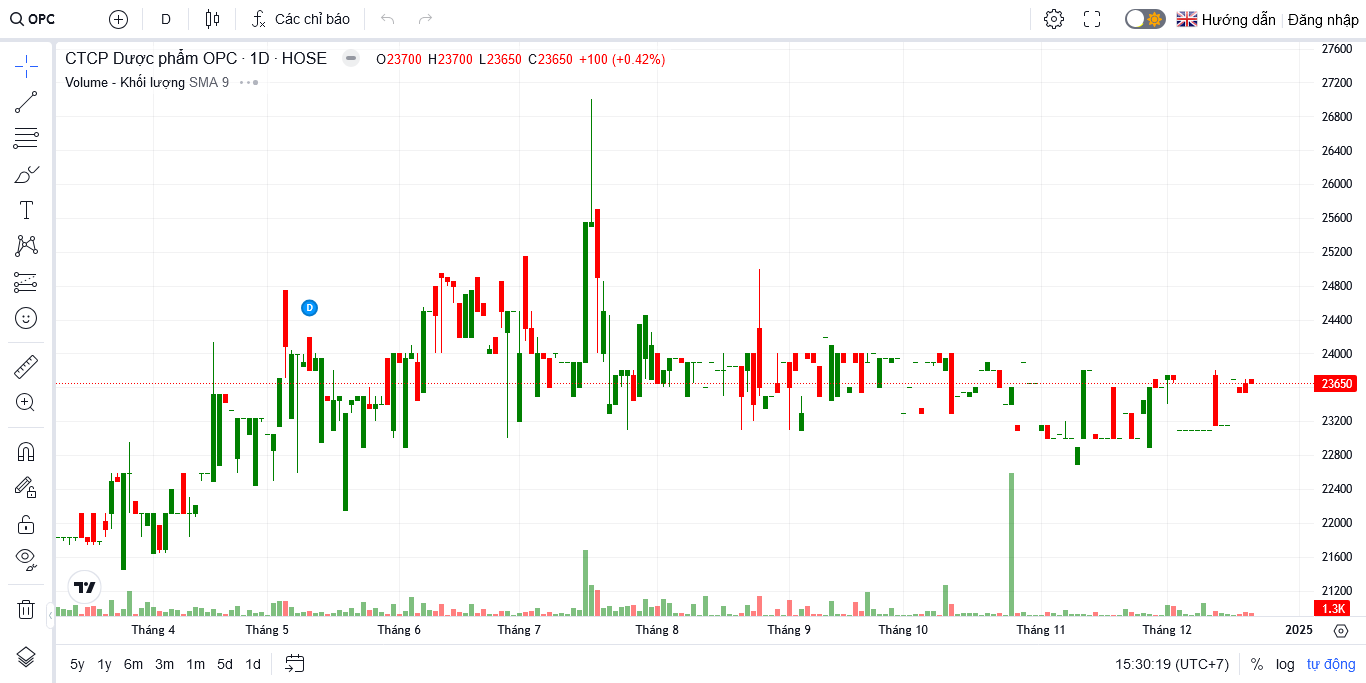 OPC D Các chỉ báo Hướng dẫn Đăng nhập
CTCP Dược phẩm OPC · 1D · HOSE O23700 H23700 L23650 C23650 +100 (+0.42%)
Volume - Khối lượng SMA 9
D
27600
27200
26800
26400
26000
25600
25200
24800
24400
24000
23650
23200
22800
22400
22000
21600
21200
1.3K
Tháng 4 Tháng 5 Tháng 6 Tháng 7 Tháng 8 Tháng 9 Tháng 10 Tháng 11 Tháng 12 2025
5y 1y 6m 3m 1m 5d 1d 15:30:19 (UTC+7) % log tự động